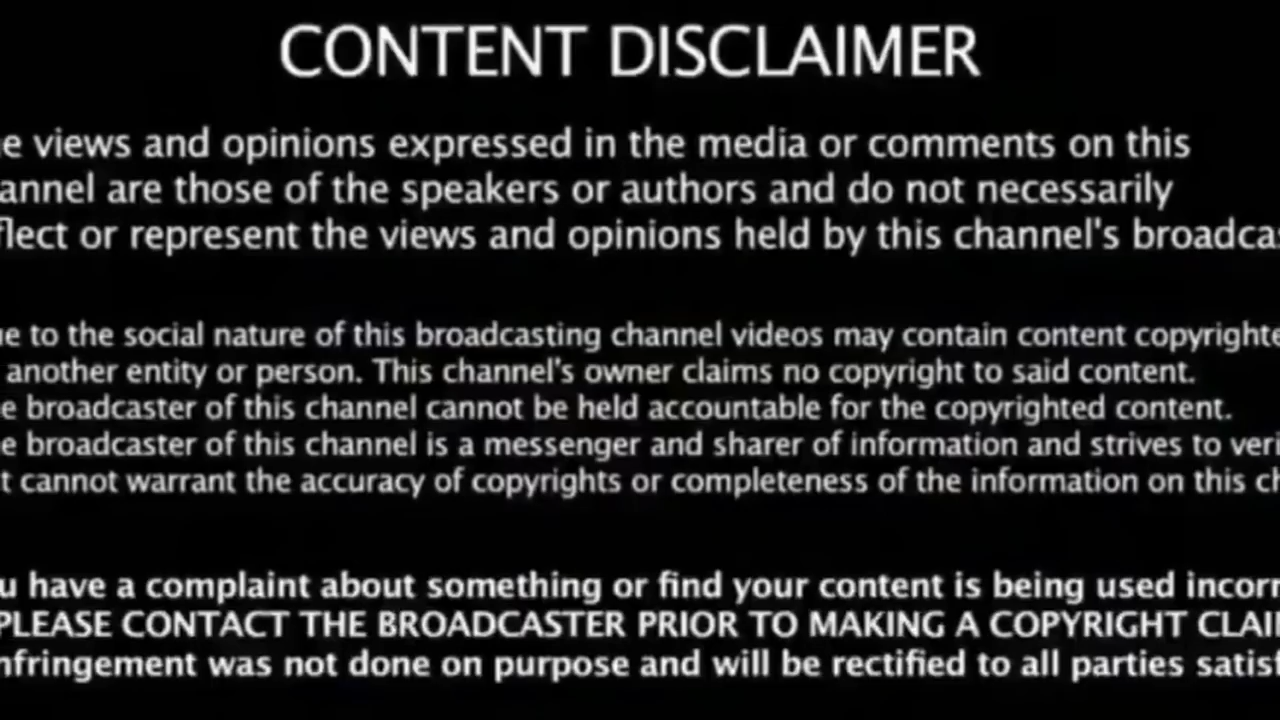 CONTENT DISCLAIMER
e views and opinions expressed in the media or comments on this
annel are those of the speakers or authors and do not necessarily
flect or represent the views and opinions held by this channel's broadcas
e to the social nature of this broadcasting channel videos may contain content copyrighte
another entity or person. This channel's owner claims no copyright to said content.
e broadcaster of this channel cannot be held accountable for the copyrighted content.
e broadcaster of this channel is a messenger and sharer of information and strives to veri
t cannot warrant the accuracy of copyrights or completeness of the information on this ch
u have a complaint about something or find your content is being used incorr
PLEASE CONTACT THE BROADCASTER PRIOR TO MAKING A COPYRIGHT CLAI
nfringement was not done on purpose and will be rectified to all parties satisf